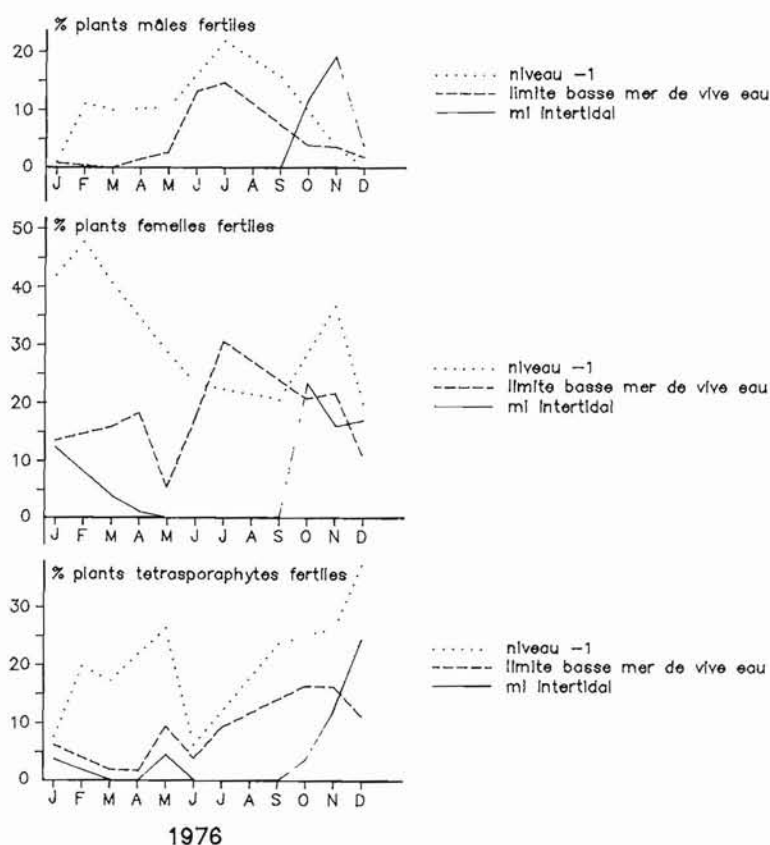 % plants mâles fertiles
20
10
0
J F M A M J J A S O N D
niveau -1
limite basse mer de vive eau
mi intertidal
% plants femelles fertiles
50
40
30
20
10
0
J F M A M J J A S O N D
niveau -1
limite basse mer de vive eau
mi intertidal
% plants tetrasporaphytes fertiles
30
20
10
0
J F M A M J J A S O N D
niveau -1
limite basse mer de vive eau
mi intertidal
1976